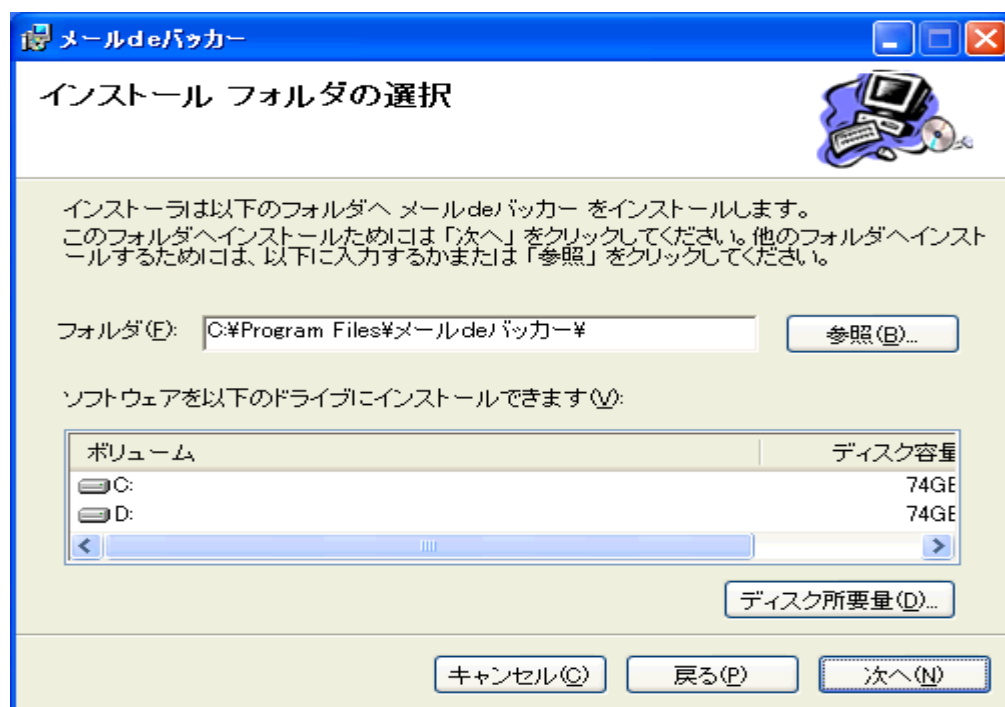 メールdeバッカー
インストール フォルダの選択
インストーラは以下のフォルダへ メールdeバッカー をインストールします。
このフォルダへインストールためには「次へ」をクリックしてください。他のフォルダへインスト
ールするためには、以下に入力するかまたは「参照」をクリックしてください。
フォルダ(F): C:¥Program Files¥メールdeバッカー¥ 参照(B)...
ソフトウェアを以下のドライブにインストールできます(V):
ボリューム ディスク容量
C: 74GB
D: 74GB
ディスク所要量(D)...
キャンセル(C) 戻る(P) 次へ(N)